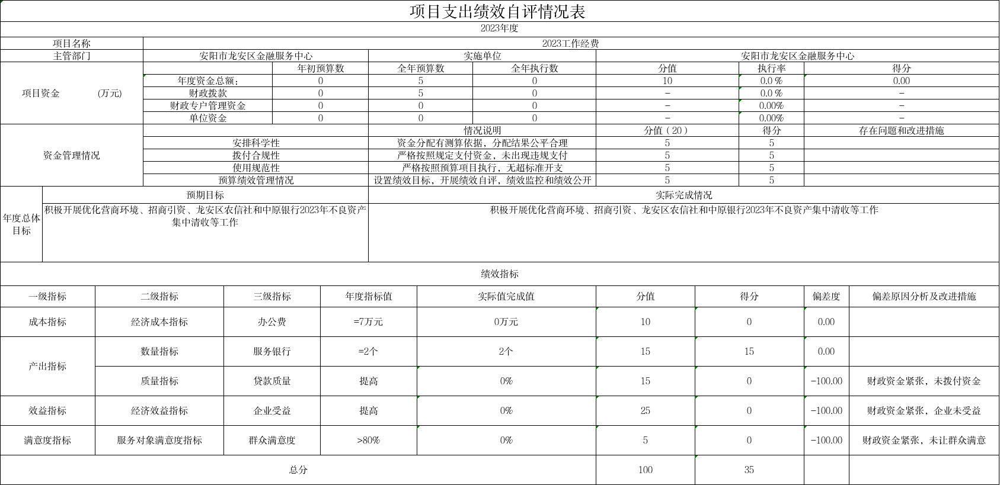 项目支出绩效自评情况表
2023年度
项目名称 2023工作经费
主管部门 安阳市龙安区金融服务中心 实施单位 安阳市龙安区金融服务中心
项目资金 (万元) 年初预算数 全年预算数 全年执行数 分值 执行率 得分
年度资金总额： 0 5 0 10 0.0％ 0.00
财政拨款 0 5 0 － 0.0％ －
财政专户管理资金 0 0 0 － 0.00% －
单位资金 0 0 0 － 0.00% －
资金管理情况 情况说明 分值（20） 得分 存在问题和改进措施
安排科学性 资金分配有测算依据，分配结果公平合理 5 5
拨付合规性 严格按照规定支付资金，未出现违规支付 5 5
使用规范性 严格按照预算项目执行，无超标准开支 5 5
预算绩效管理情况 设置绩效目标，开展绩效自评，绩效监控和绩效公开 5 5
年度总体目标 预期目标 实际完成情况
积极开展优化营商环境、招商引资、龙安区农信社和中原银行2023年不良资产
集中清收等工作
积极开展优化营商环境、招商引资、龙安区农信社和中原银行2023年不良资产集中清收等工作
绩效指标
一级指标 二级指标 三级指标 年度指标值 实际值完成值 分值 得分 偏差度 偏差原因分析及改进措施
成本指标 经济成本指标 办公费 =7万元 0万元 10 0 0.00
产出指标 数量指标 服务银行 =2个 2个 15 15 0.00
质量指标 贷款质量 提高 0% 15 0 -100.00 财政资金紧张，未拨付资金
效益指标 经济效益指标 企业受益 提高 0% 25 0 -100.00 财政资金紧张，企业未受益
满意度指标 服务对象满意度指标 群众满意度 >80% 0% 5 0 -100.00 财政资金紧张，未让群众满意
总分 100 35